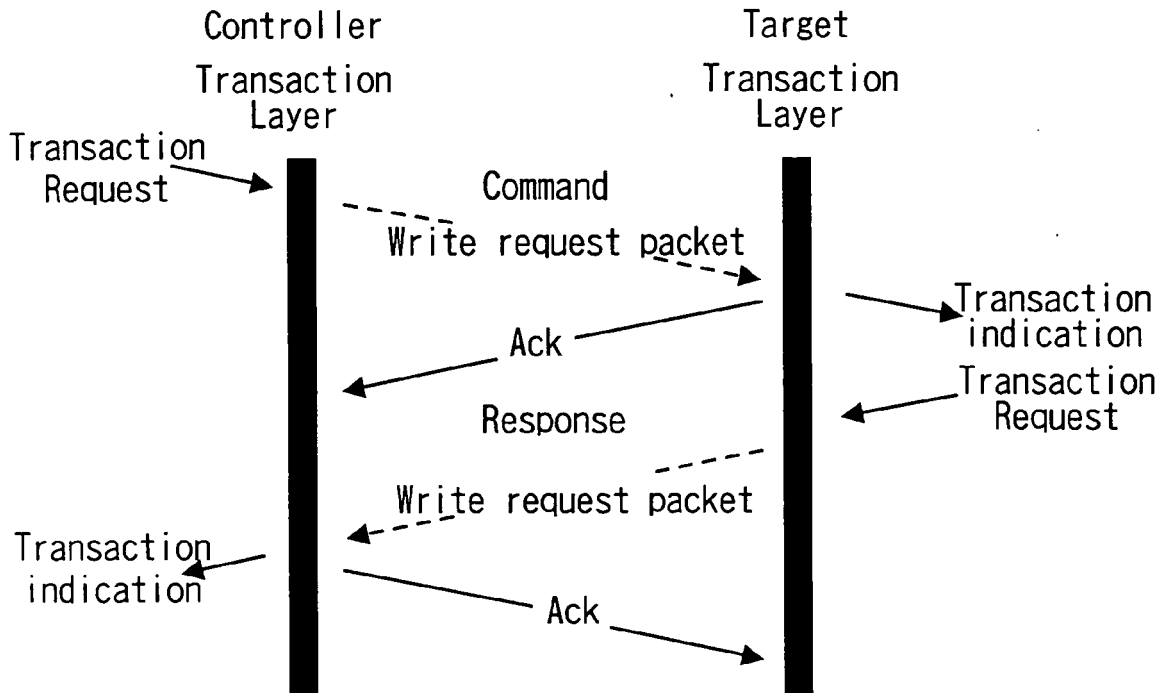 Controller
Target
Transaction
Layer
Transaction
Layer
Transaction
Request
Command
Write request packet
Transaction
indication
Ack
Transaction
Request
Response
Write request packet
Transaction
indication
Ack